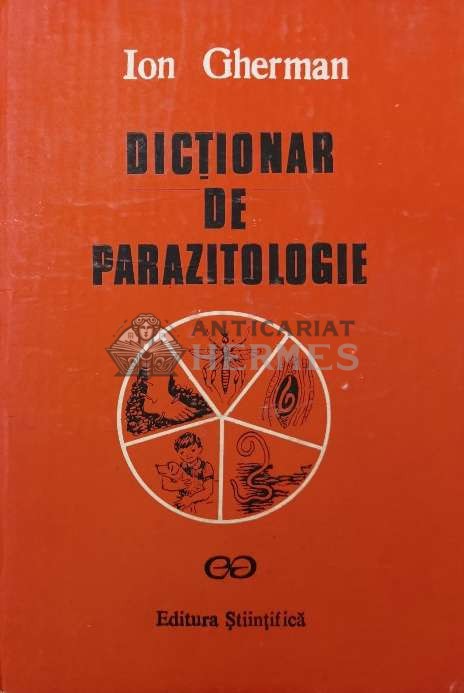 Ion Gherman
DICȚIONAR
DE
PARAZITOLOGIE
ANTICARIAT
HERMES
Editura Științifică